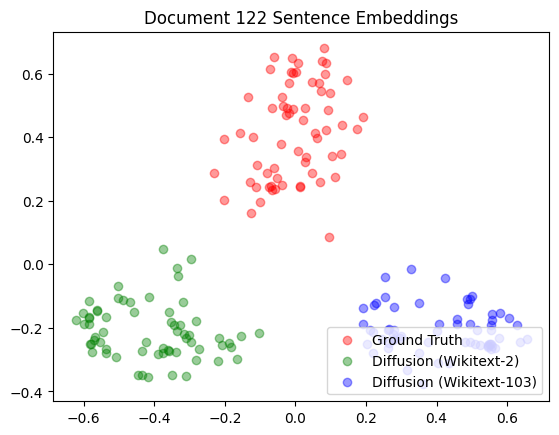 Document 122 Sentence Embeddings
0.6
0.4
0.2
0.0
−0.2
−0.4
Ground Truth
Diffusion (Wikitext-2)
Diffusion (Wikitext-103)
−0.6 −0.4 −0.2 0.0 0.2 0.4 0.6